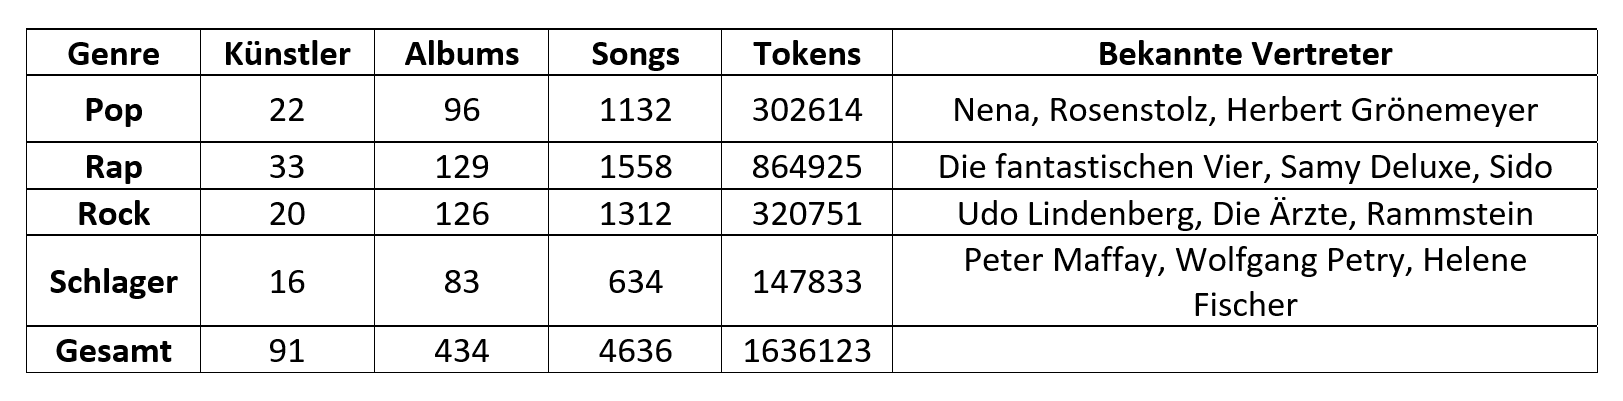 Genre Künstler Albums Songs Tokens Bekannte Vertreter
Pop 22 96 1132 302614 Nena, Rosenstolz, Herbert Grönemeyer
Rap 33 129 1558 864925 Die fantastischen Vier, Samy Deluxe, Sido
Rock 20 126 1312 320751 Udo Lindenberg, Die Ärzte, Rammstein
Schlager 16 83 634 147833 Peter Maffay, Wolfgang Petry, Helene
Fischer
Gesamt 91 434 4636 1636123